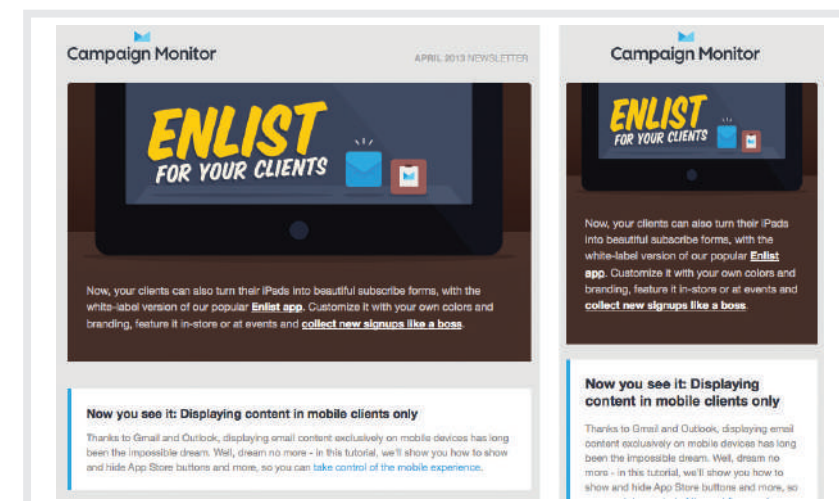 Campaign Monitor
APRIL 2013 NEWSLETTER
ENLIST
FOR YOUR CLIENTS
Now, your clients can also turn their iPads into beautiful subscribe forms, with the
white-label version of our popular Enlist app. Customize it with your own colors and
branding, feature it in-store or at events and collect new signups like a boss.
Now you see it: Displaying content in mobile clients only
Thanks to Gmail and Outlook, displaying email content exclusively on mobile devices has long
been the impossible dream. Well, dream no more - in this tutorial, we'll show you how to show
and hide App Store buttons and more, so you can take control of the mobile experience.
Campaign Monitor
ENLIST
FOR YOUR CLIENTS
Now, your clients can also turn their iPads
into beautiful subscribe forms, with the
white-label version of our popular Enlist
app. Customize it with your own colors and
branding, feature it in-store or at events and
collect new signups like a boss.
Now you see it: Displaying
content in mobile clients only
Thanks to Gmail and Outlook, displaying email
content exclusively on mobile devices has long
been the impossible dream. Well, dream no
more - in this tutorial, we'll show you how to
show and hide App Store buttons and more, so